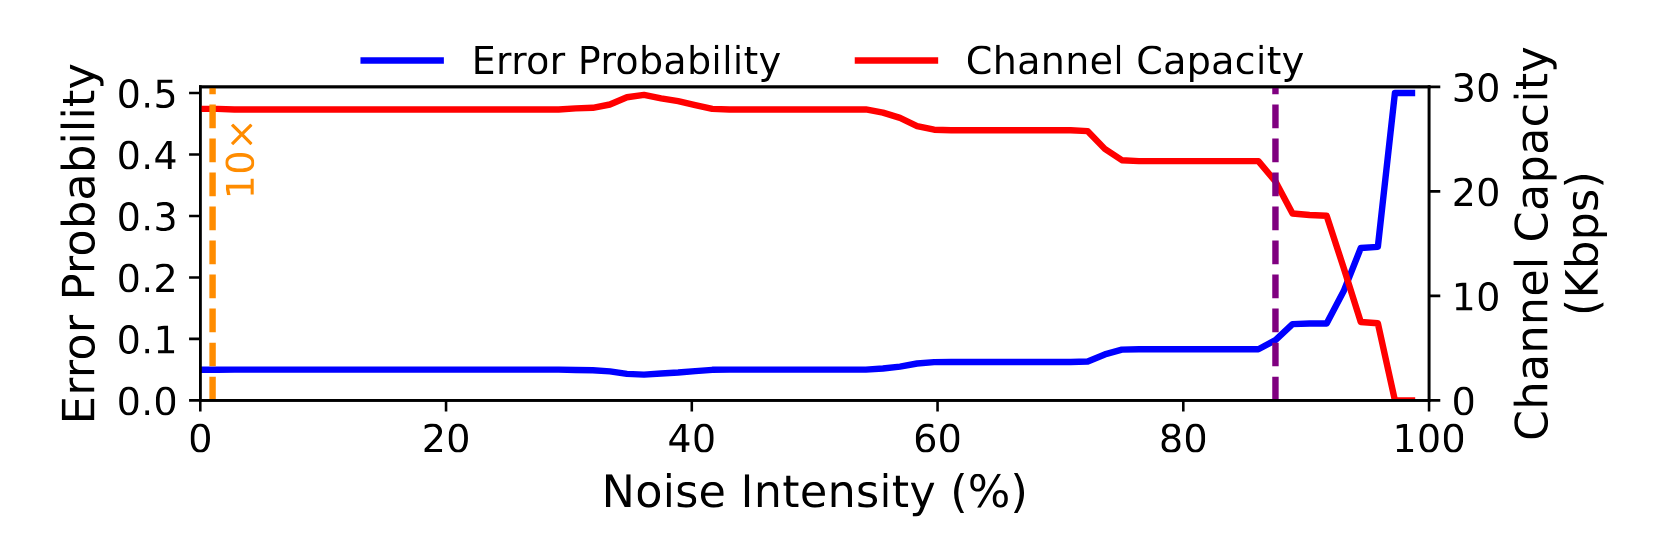 Error Probability
Channel Capacity
Error Probability
0.5
0.4
0.3
0.2
0.1
0.0
10×
30
20
10
0
Channel Capacity
(Kbps)
0 20 40 60 80 100
Noise Intensity (%)